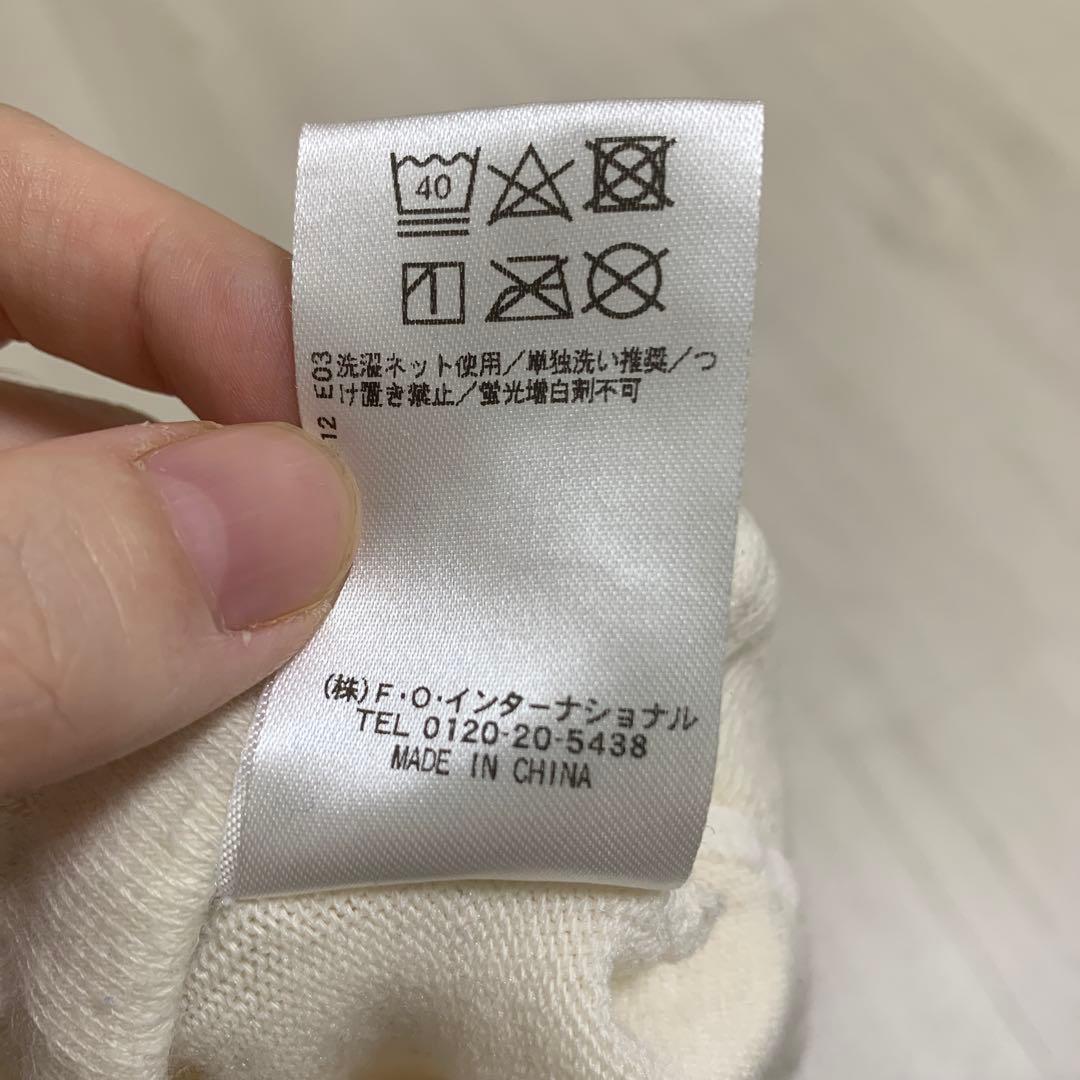 40
洗濯ネット使用／単独洗い推奨／つ
け置き禁止／蛍光増白剤不可
12 E03
(株)F・O・インターナショナル
TEL 0120-20-5438
MADE IN CHINA